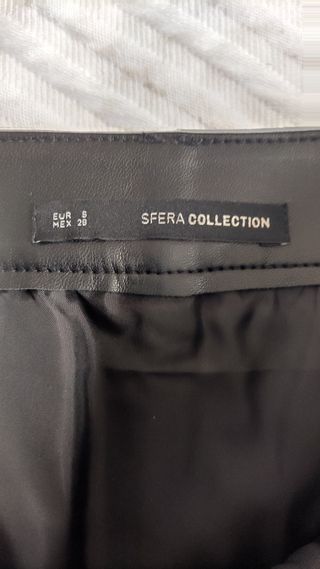 EUR S
MEX 28
SFERA COLLECTION